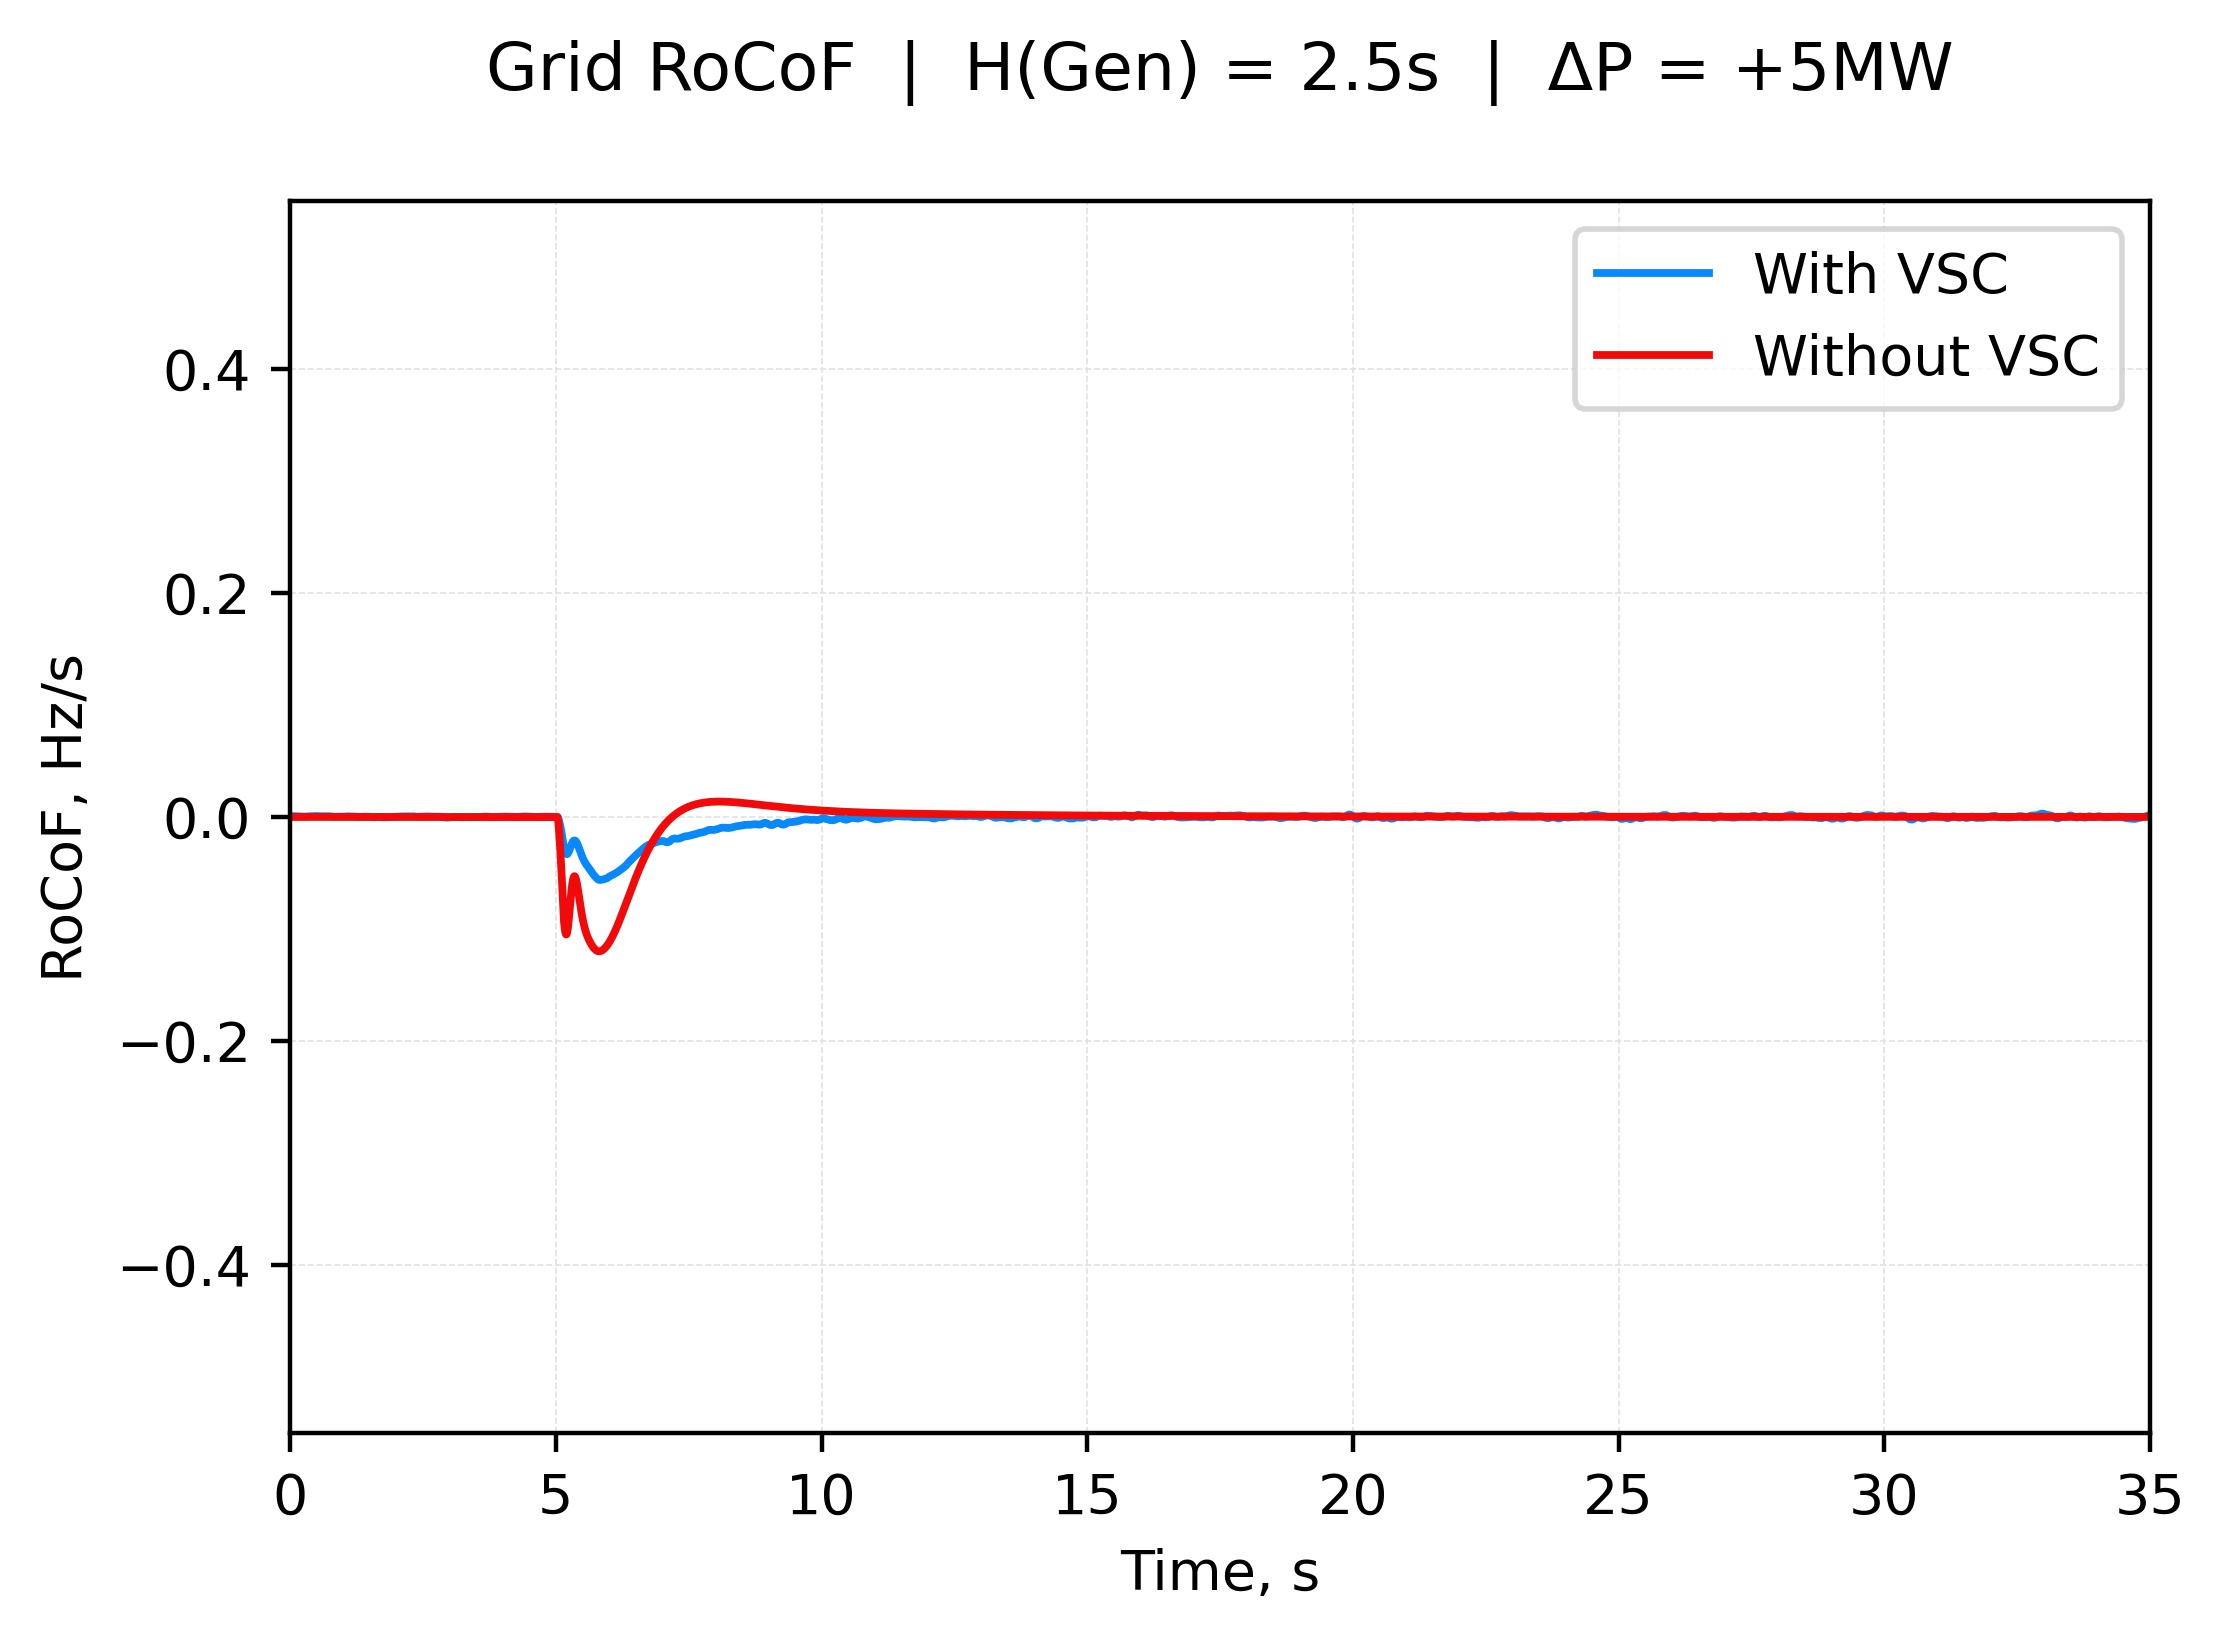 Grid RoCoF | H(Gen) = 2.5s | ΔP = +5MW
With VSC
Without VSC
0.4
0.2
0.0
−0.2
−0.4
RoCoF, Hz/s
0 5 10 15 20 25 30 35
Time, s